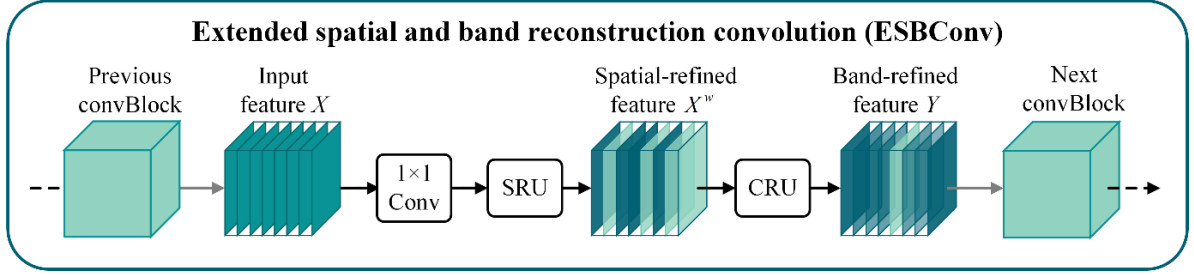 Extended spatial and band reconstruction convolution (ESBConv)
Previous
convBlock
Input
feature X
1×1
Conv
SRU
Spatial-refined
feature X^w
CRU
Band-refined
feature Y
Next
convBlock